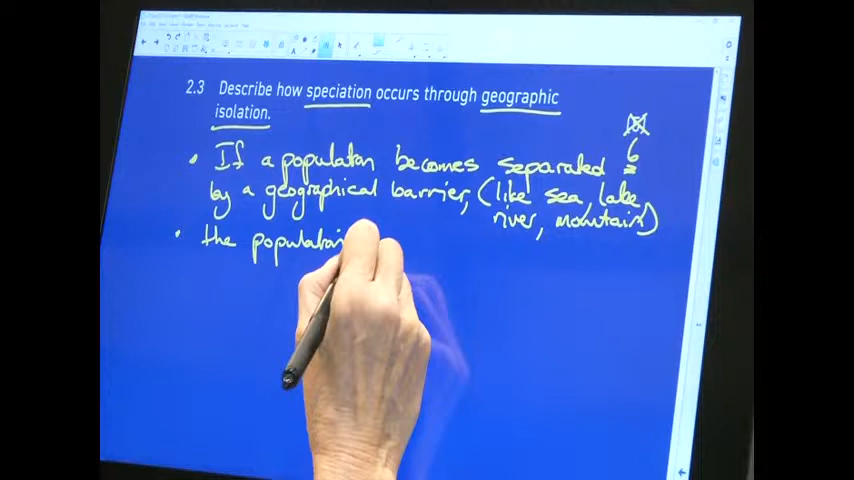 2.3 Describe how speciation occurs through geographic
isolation.
6
• If a population becomes separated
by a geographical barrier, (like sea, lake,
river, mountain)
• the population